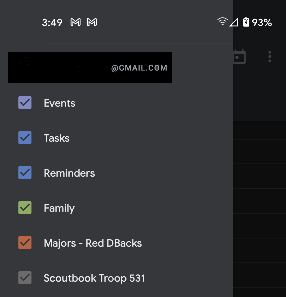 3:49 93%
@GMAIL.COM
Events
Tasks
Reminders
Family
Majors - Red DBacks
Scoutbook Troop 531